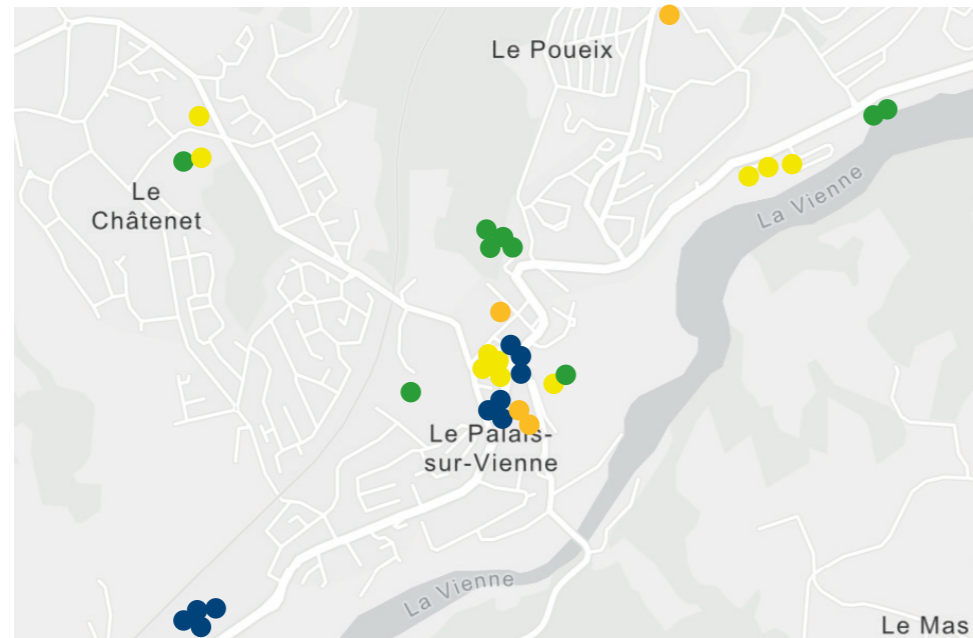 Le Poueix
Le
Châtenet
La Vienne
Le Palais-
sur-Vienne
La Vienne
Le Mas